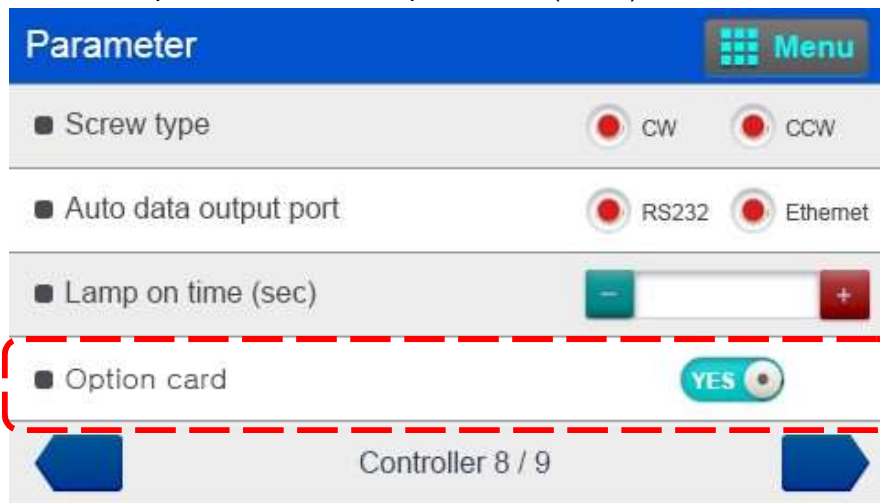 Parameter Menu
Screw type CW CCW
Auto data output port RS232 Ethernet
Lamp on time (sec) - +
Option card YES
Controller 8 / 9